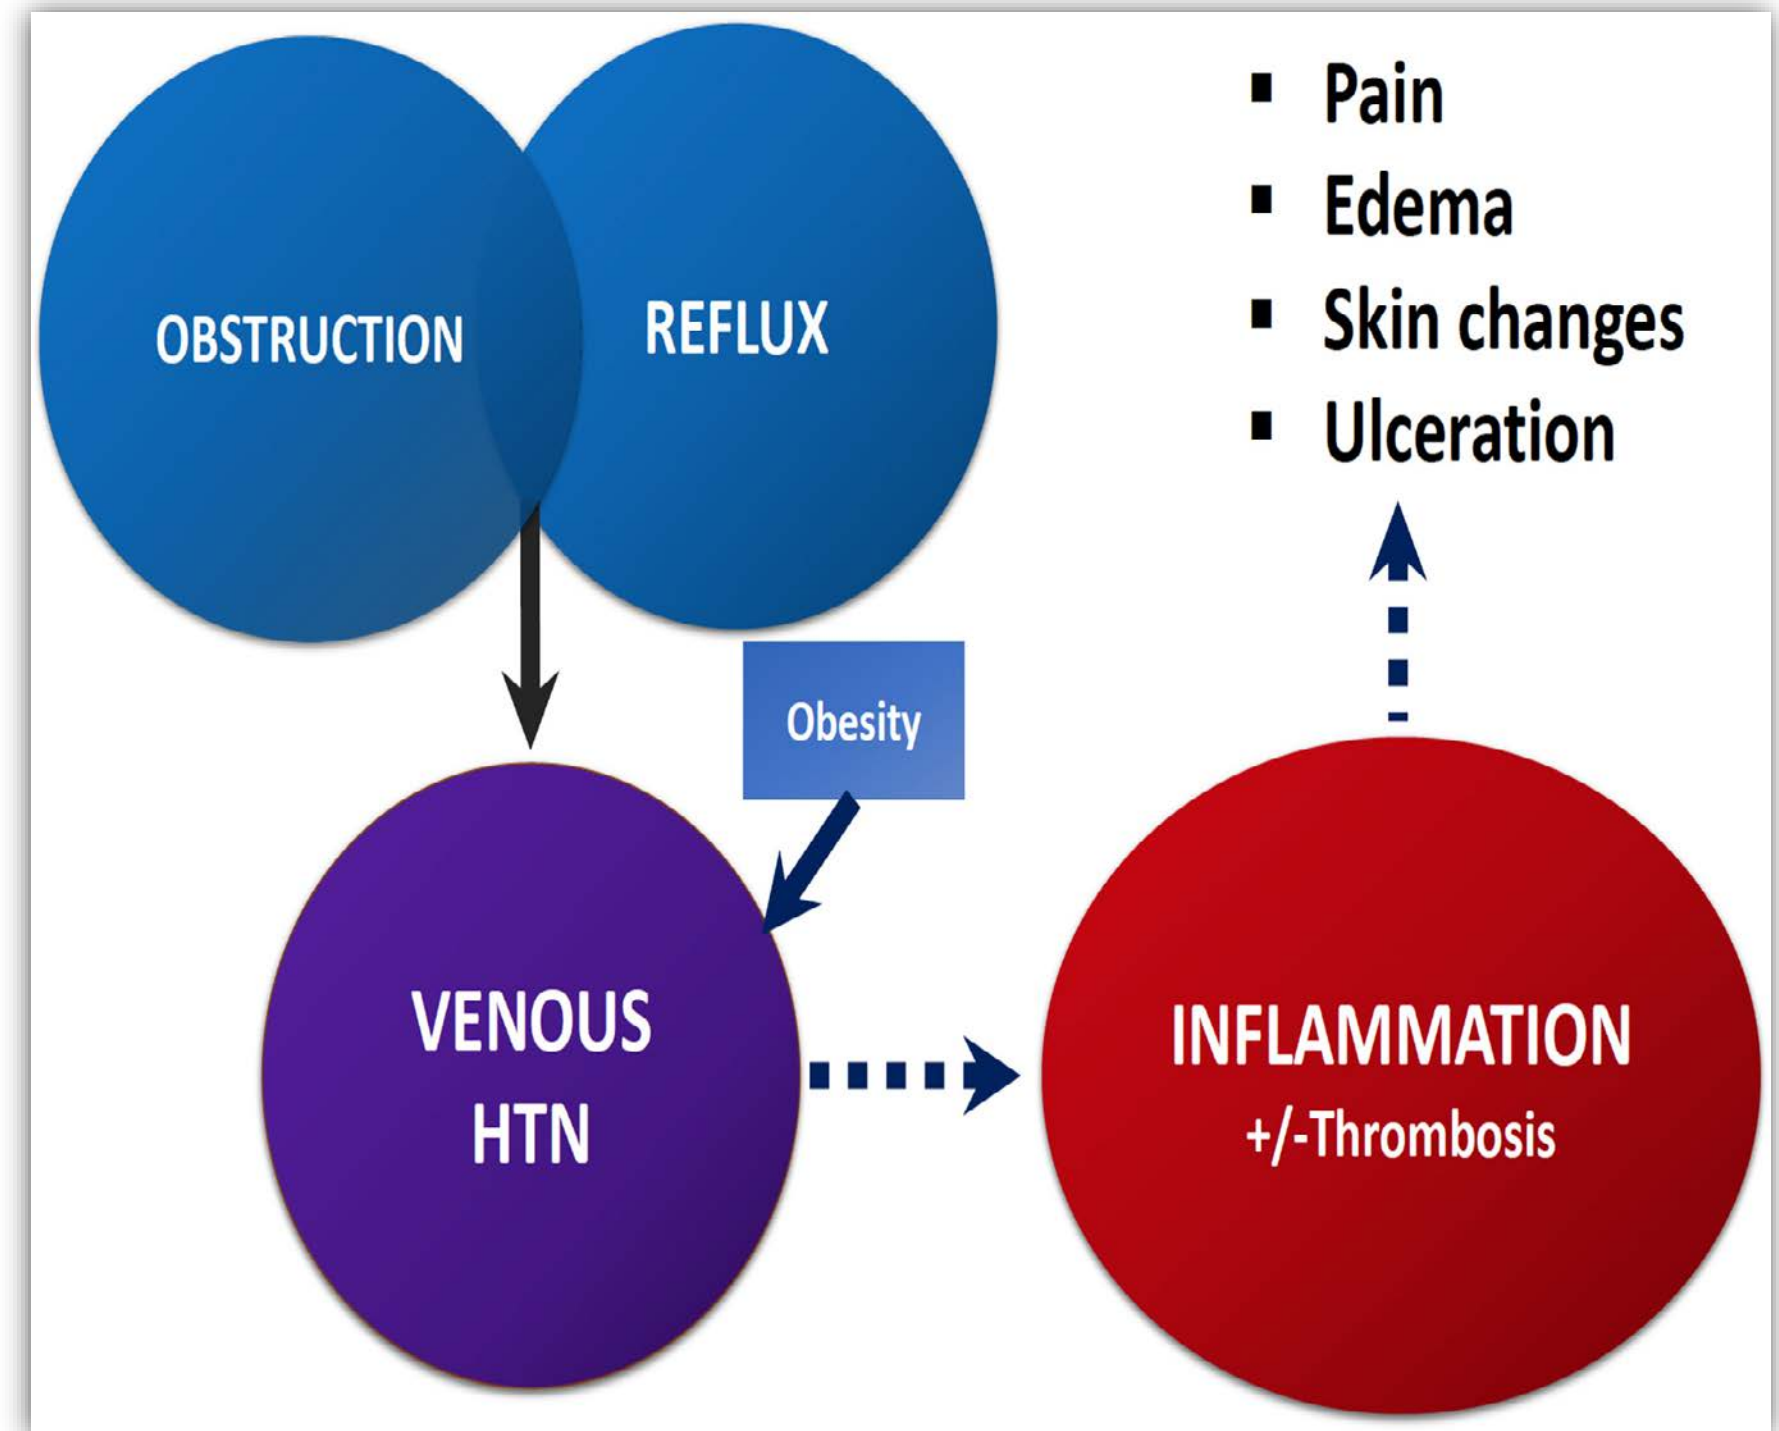 OBSTRUCTION
REFLUX
▪ Pain
▪ Edema
▪ Skin changes
▪ Ulceration
Obesity
VENOUS
HTN
INFLAMMATION
+/-Thrombosis